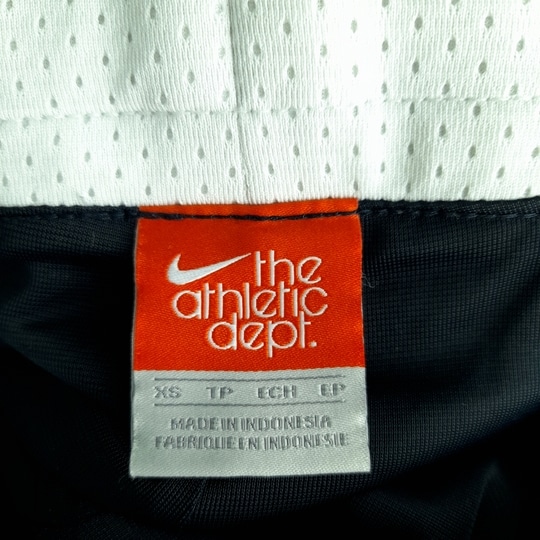 the
athletic
dept.
XS TP ECH EP
MADE IN INDONESIA
FABRIQUE EN INDONESIE